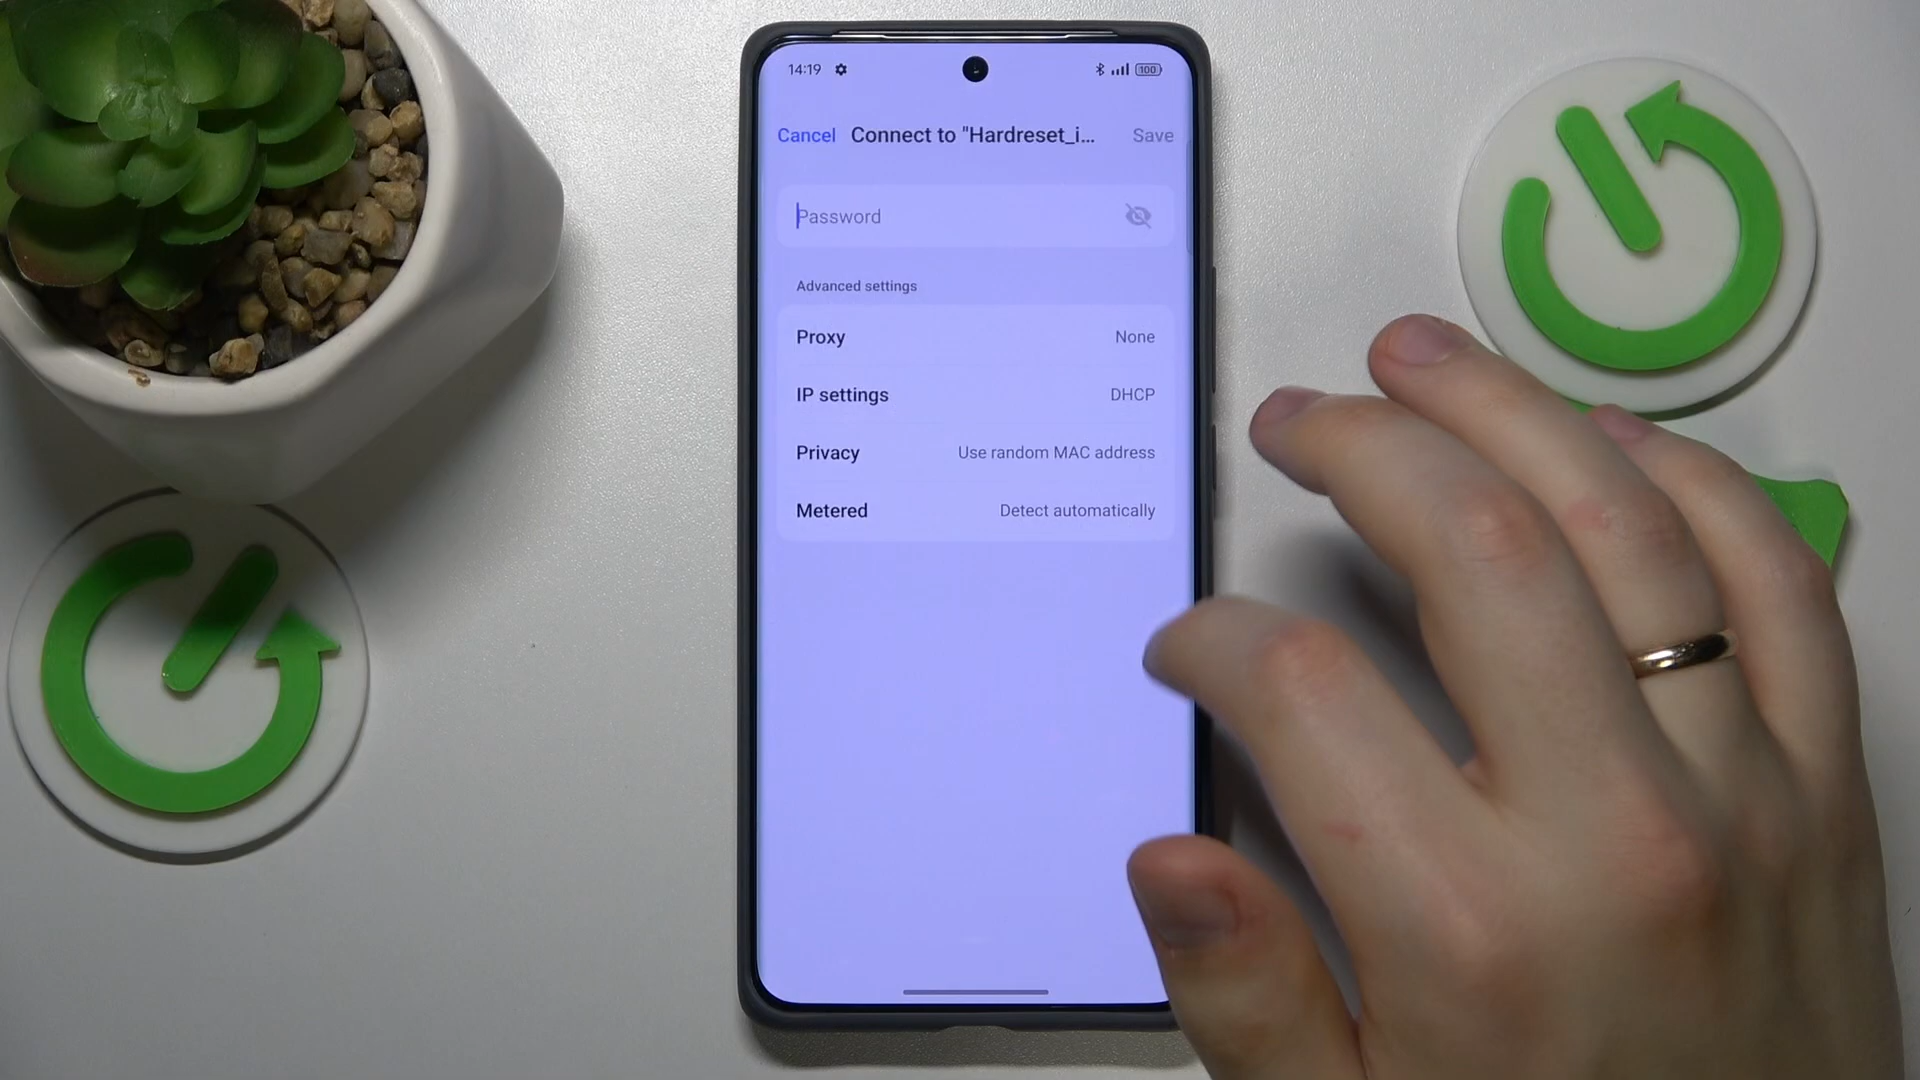 14:19 100
Cancel Connect to "Hardreset_i... Save
Password
Advanced settings
Proxy None
IP settings DHCP
Privacy Use random MAC address
Metered Detect automatically